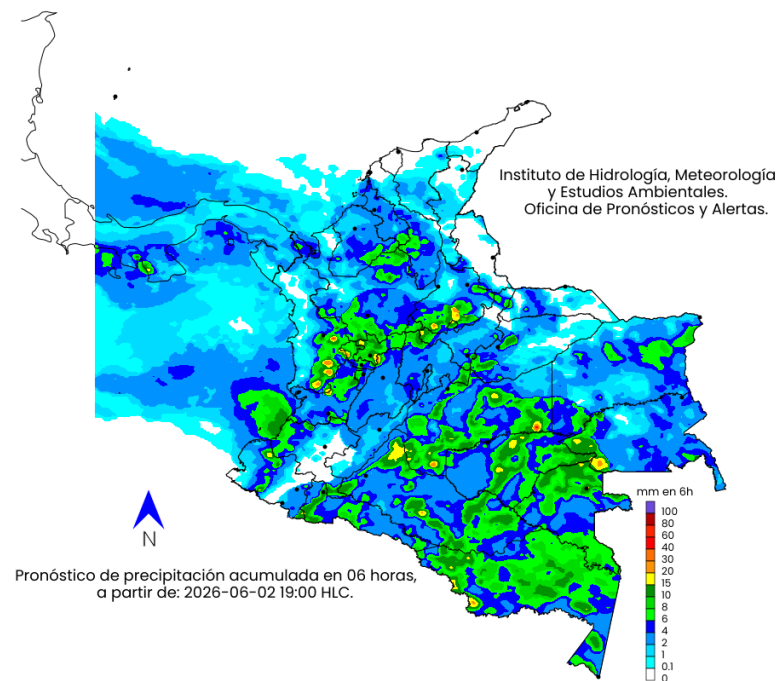 Instituto de Hidrología, Meteorología
y Estudios Ambientales.
Oficina de Pronósticos y Alertas.
N
Pronóstico de precipitación acumulada en 06 horas,
a partir de: 2026-06-02 19:00 HLC.
mm en 6h
100
80
60
40
30
20
15
10
8
6
4
2
1
0.1
0